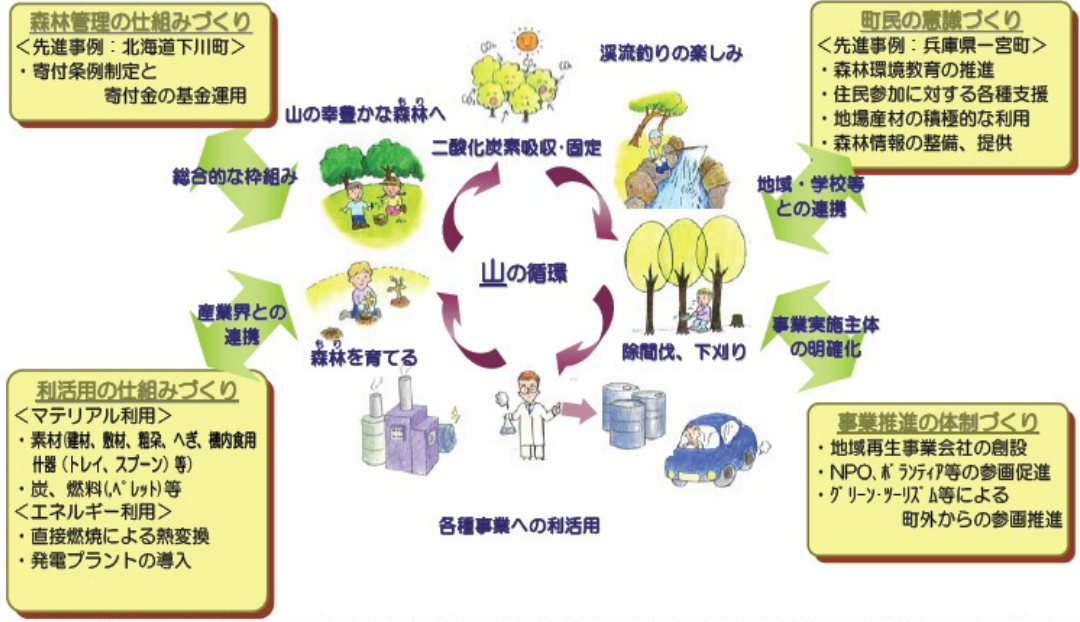 森林管理の仕組みづくり
<先進事例：北海道下川町>
・寄付条例制定と
寄付金の基金運用
町民の意識づくり
<先進事例：兵庫県一宮町>
・森林環境教育の推進
・住民参加に対する各種支援
・地場産材の積極的な利用
・森林情報の整備、提供
CO₂
渓流釣りの楽しみ
山の幸豊かな森林へ
もり
二酸化炭素吸収・固定
総合的な枠組み
地域・学校等
との連携
山の循環
産業界との
連携
事業実施主体
の明確化
もり
森林を育てる
除間伐、下刈り
利活用の仕組みづくり
<マテリアル利用>
・素材(建材、敷材、粗朶、へぎ、機内食用
什器（トレイ、スプーン）等)
・炭、燃料(ペレット)等
<エネルギー利用>
・直接燃焼による熱変換
・発電プラントの導入
各種事業への利活用
事業推進の体制づくり
・地域再生事業会社の創設
・NPO、ボランティア等の参画促進
・グリーン・ツーリズム等による
町外からの参画推進